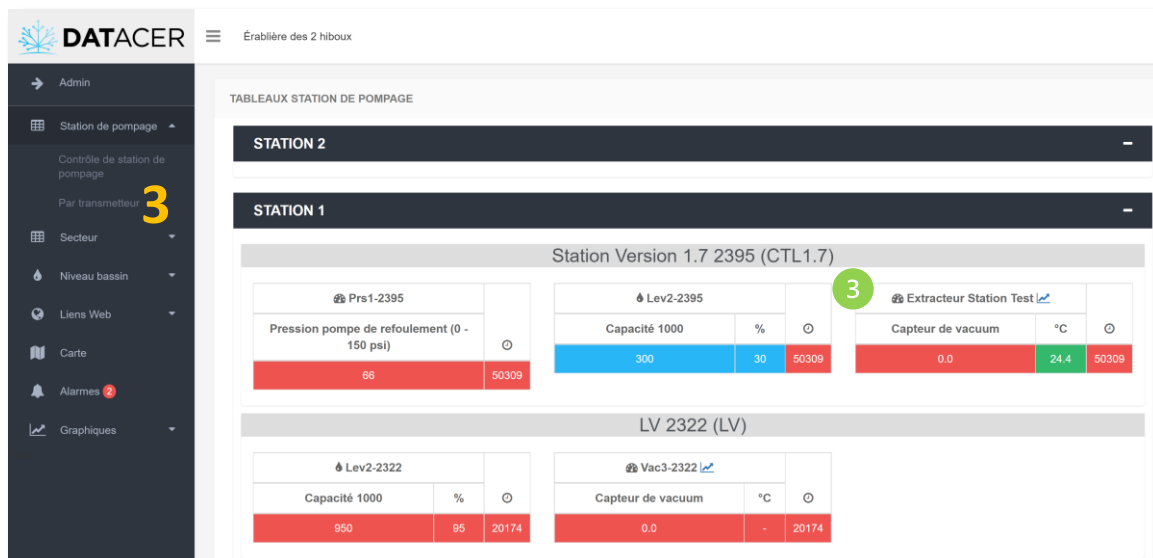 DATACER
Érablière des 2 hiboux
Admin
Station de pompage
Contrôle de station de
pompage
Par transmetteur
3
Secteur
Niveau bassin
Liens Web
Carte
Alarmes 2
Graphiques
TABLEAUX STATION DE POMPAGE
STATION 2
STATION 1
Station Version 1.7 2395 (CTL1.7)
Prs1-2395
Pression pompe de refoulement (0 -
150 psi)
66 50309
Lev2-2395
Capacité 1000 %
300 30 50309
3
Extracteur Station Test
Capteur de vacuum °C
0.0 24.4 50309
LV 2322 (LV)
Lev2-2322
Capacité 1000 %
950 95 20174
Vac3-2322
Capteur de vacuum °C
0.0 - 20174